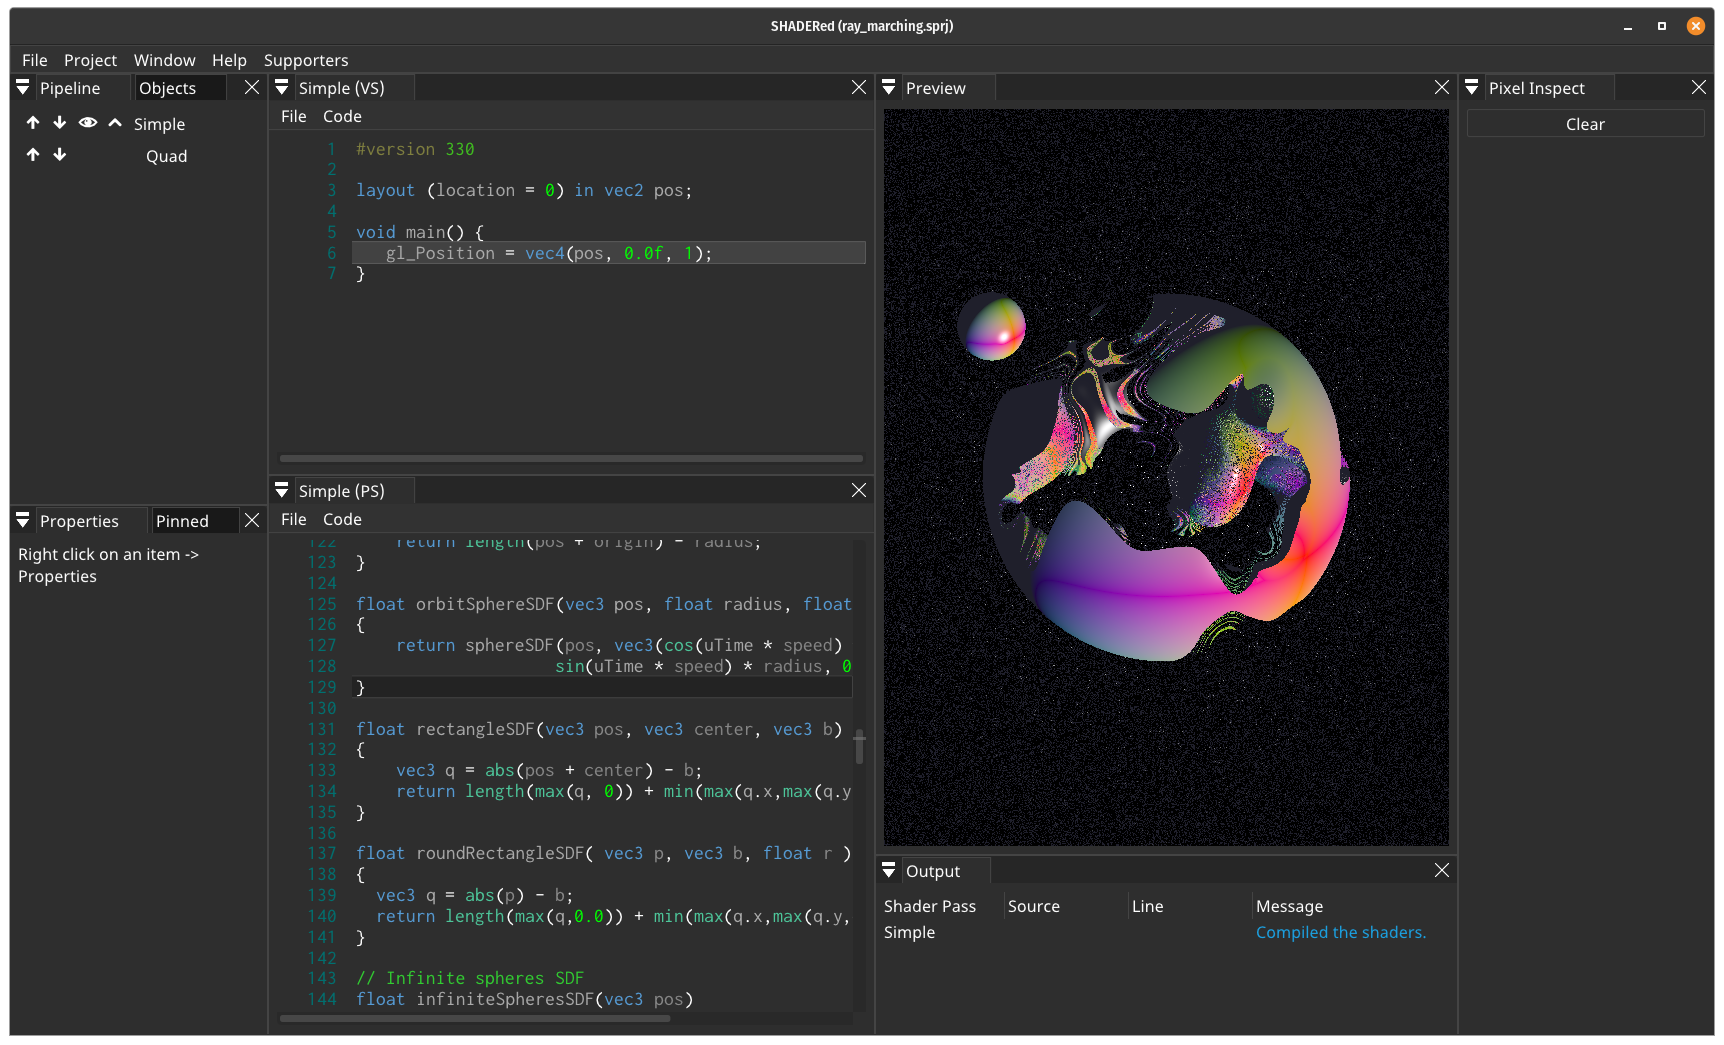 SHADERed (ray_marching.sprj)
File Project Window Help Supporters
Pipeline Objects
Simple
Quad
Properties Pinned
Right click on an item ->
Properties
Simple (VS)
File Code
1 #version 330
2
3 layout (location = 0) in vec2 pos;
4
5 void main() {
6 gl_Position = vec4(pos, 0.0f, 1);
7 }
Simple (PS)
File Code
122 return length(pos + origin) - radius;
123 }
124
125 float orbitSphereSDF(vec3 pos, float radius, float
126 {
127 return sphereSDF(pos, vec3(cos(uTime * speed)
128 sin(uTime * speed) * radius, 0
129 }
130
131 float rectangleSDF(vec3 pos, vec3 center, vec3 b)
132 {
133 vec3 q = abs(pos + center) - b;
134 return length(max(q, 0)) + min(max(q.x,max(q.y
135 }
136
137 float roundRectangleSDF( vec3 p, vec3 b, float r )
138 {
139 vec3 q = abs(p) - b;
140 return length(max(q,0.0)) + min(max(q.x,max(q.y,
141 }
142
143 // Infinite spheres SDF
144 float infiniteSpheresSDF(vec3 pos)
Preview
Output
Shader Pass Source Line Message
Simple Compiled the shaders.
Pixel Inspect
Clear